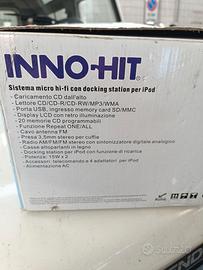 INNO-HIT
Sistema micro hi-fi con docking station per iPod
- Caricamento CD dall'alto
- Lettore CD/CD-R/CD-RW/MP3/WMA
- Porta USB, ingresso memory card SD/MMC
- Display LCD con retro illuminazione
- 20 memorie CD programmabili
- Funzione Repeat ONE/ALL
- Cavo antenna FM
- Presa 3,5mm stereo per cuffie
- Radio AM/FM/FM stereo con sintonizzatore digitale analogico
- Casse altoparlanti in legno
- Docking station per iPod con funzione di ricarica
- Potenza: 15W x 2
- Accessori: telecomando + 4 adattatori per iPod
- Alimentazione AC
subito